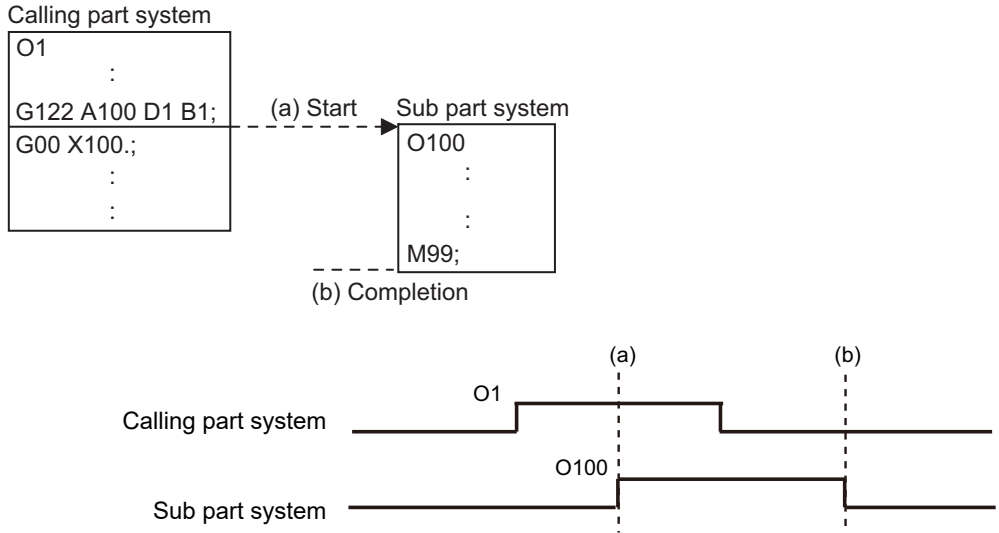 Calling part system
O1
:
G122 A100 D1 B1;
(a) Start
Sub part system
G00 X100.;
:
:
O100
:
:
M99;
(b) Completion
(a)
(b)
O1
Calling part system
O100
Sub part system